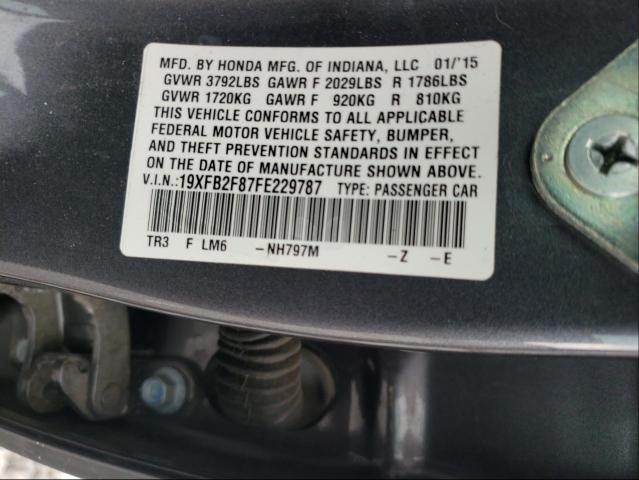 MFD. BY HONDA MFG. OF INDIANA, LLC 01/'15
GVWR 3792LBS GAWR F 2029LBS R 1786LBS
GVWR 1720KG GAWR F 920KG R 810KG
THIS VEHICLE CONFORMS TO ALL APPLICABLE
FEDERAL MOTOR VEHICLE SAFETY, BUMPER,
AND THEFT PREVENTION STANDARDS IN EFFECT
ON THE DATE OF MANUFACTURE SHOWN ABOVE.
V.I.N.:19XFB2F87FE229787 TYPE: PASSENGER CAR
TR3 F LM6 -NH797M -Z -E